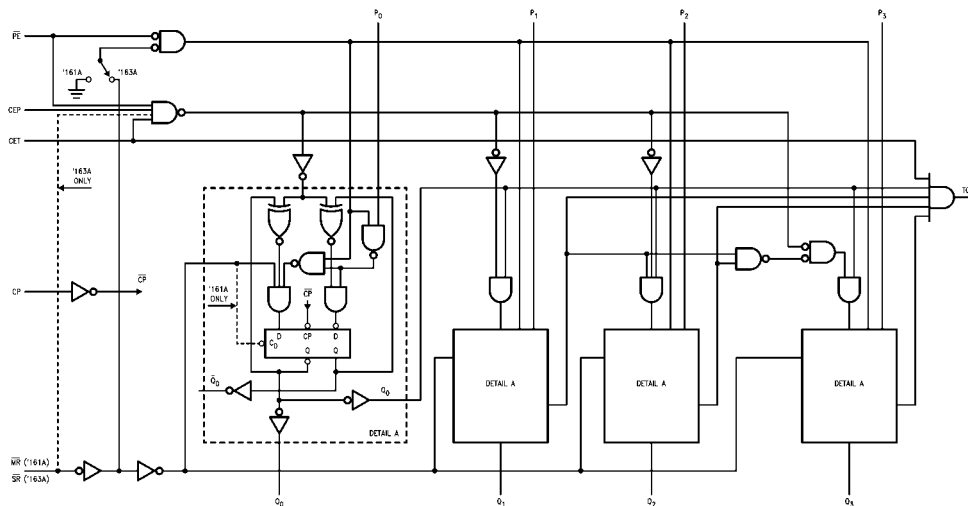 P0
P1
P2
P3
PE
'161A
'163A
CEP
CET
TC
'163A
ONLY
CP
CP
'161A
ONLY
CP
D
CP
D
CD
Q
Q
Q0
Q0
DETAIL A
DETAIL A
DETAIL A
DETAIL A
MR ('161A)
SR ('163A)
Q0
Q1
Q2
Q3